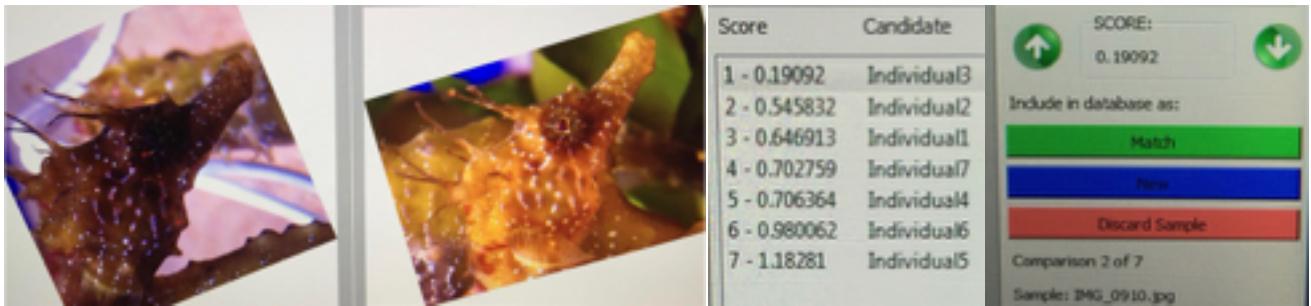 Score Candidate
1 - 0.19092 Individual3
2 - 0.545832 Individual2
3 - 0.646913 Individual1
4 - 0.702759 Individual7
5 - 0.706364 Individual4
6 - 0.980062 Individual6
7 - 1.18281 Individual5
SCORE:
0.19092
Include in database as:
Match
New
Discard Sample
Comparison 2 of 7
Sample: IMG_0910.jpg